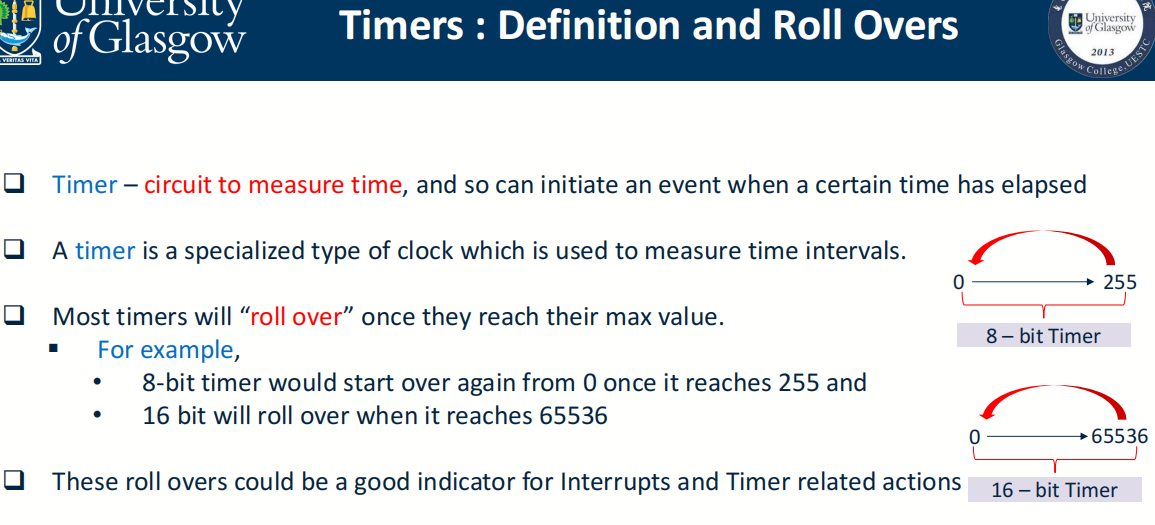 University
of Glasgow
VERITAS VITA
Timers : Definition and Roll Overs
University
of Glasgow
2013
Glasgow College, UESTC
❑ Timer – circuit to measure time, and so can initiate an event when a certain time has elapsed
❑ A timer is a specialized type of clock which is used to measure time intervals.
0 255
8 – bit Timer
❑ Most timers will “roll over” once they reach their max value.
▪ For example,
• 8-bit timer would start over again from 0 once it reaches 255 and
• 16 bit will roll over when it reaches 65536
0 65536
16 – bit Timer
❑ These roll overs could be a good indicator for Interrupts and Timer related actions